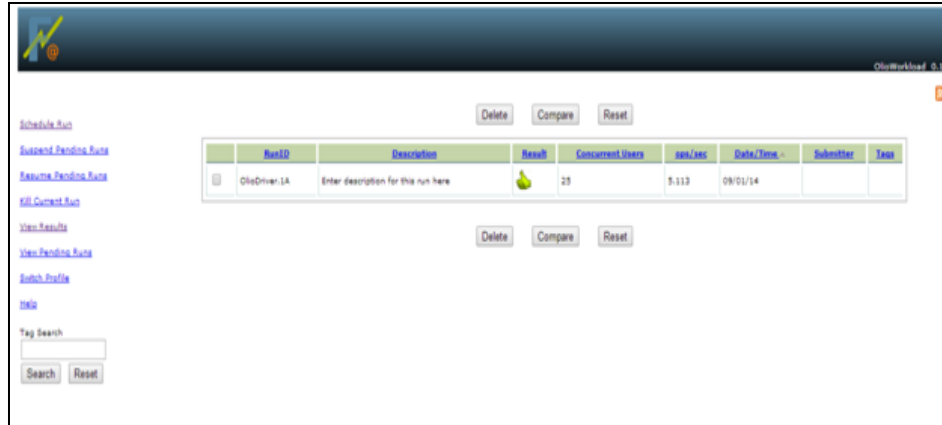 @
OlioWorkload 0.1
Delete Compare Reset
Schedule Run
Suspend Pending Runs
Resume Pending Runs
Kill Current Run
View Results
View Pending Runs
Switch Profile
Help
Tag Search
Search Reset
RunID Description Result Concurrent Users ops/sec Date/Time Submitter Tags
OlioDriver.1A Enter description for this run here 25 5.113 09/01/14
Delete Compare Reset